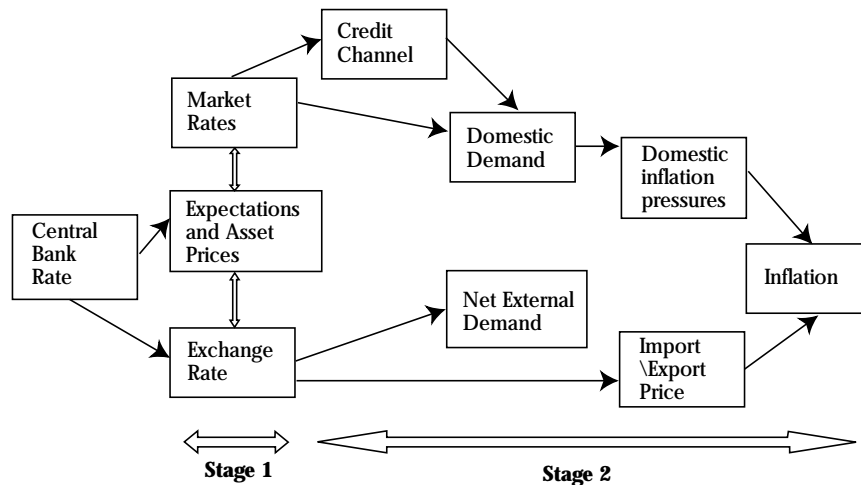 Credit
Channel
Market
Rates
Domestic
Demand
Domestic
inflation
pressures
Central
Bank
Rate
Expectations
and Asset
Prices
Inflation
Net External
Demand
Exchange
Rate
Import
\Export
Price
Stage 1
Stage 2